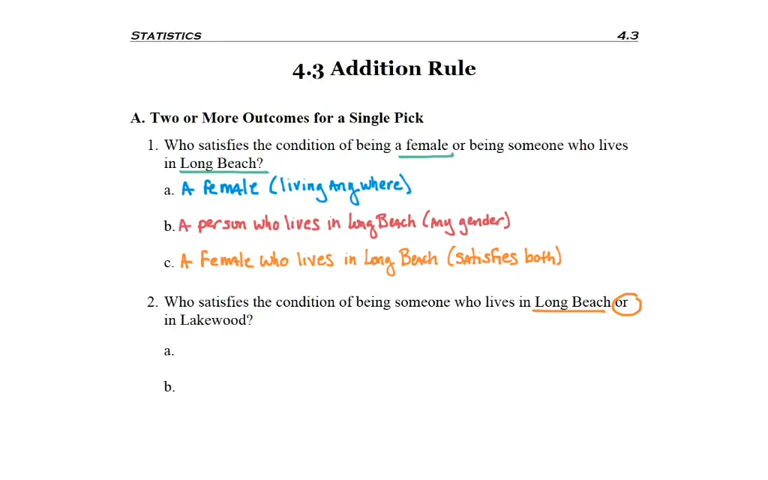 STATISTICS 4.3
4.3 Addition Rule
A. Two or More Outcomes for a Single Pick
1. Who satisfies the condition of being a female or being someone who lives
in Long Beach?
a. A female (living Anywhere)
b. A person who lives in Long Beach (my gender)
c. A female who lives in Long Beach (satisfies both)
2. Who satisfies the condition of being someone who lives in Long Beach or
in Lakewood?
a.
b.